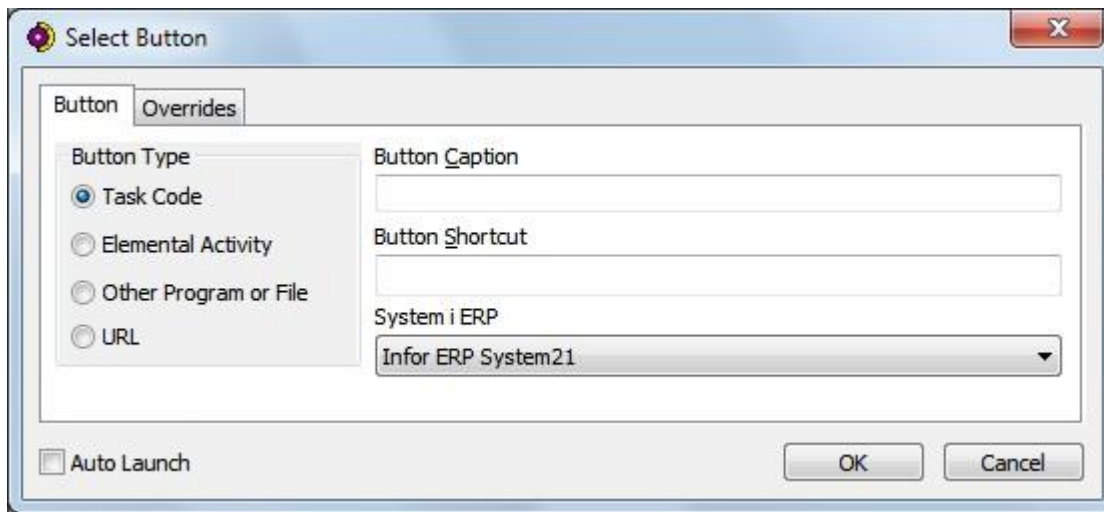 Select Button
Button Overrides
Button Type
Task Code
Elemental Activity
Other Program or File
URL
Button Caption
Button Shortcut
System i ERP
Infor ERP System21
Auto Launch
OK Cancel